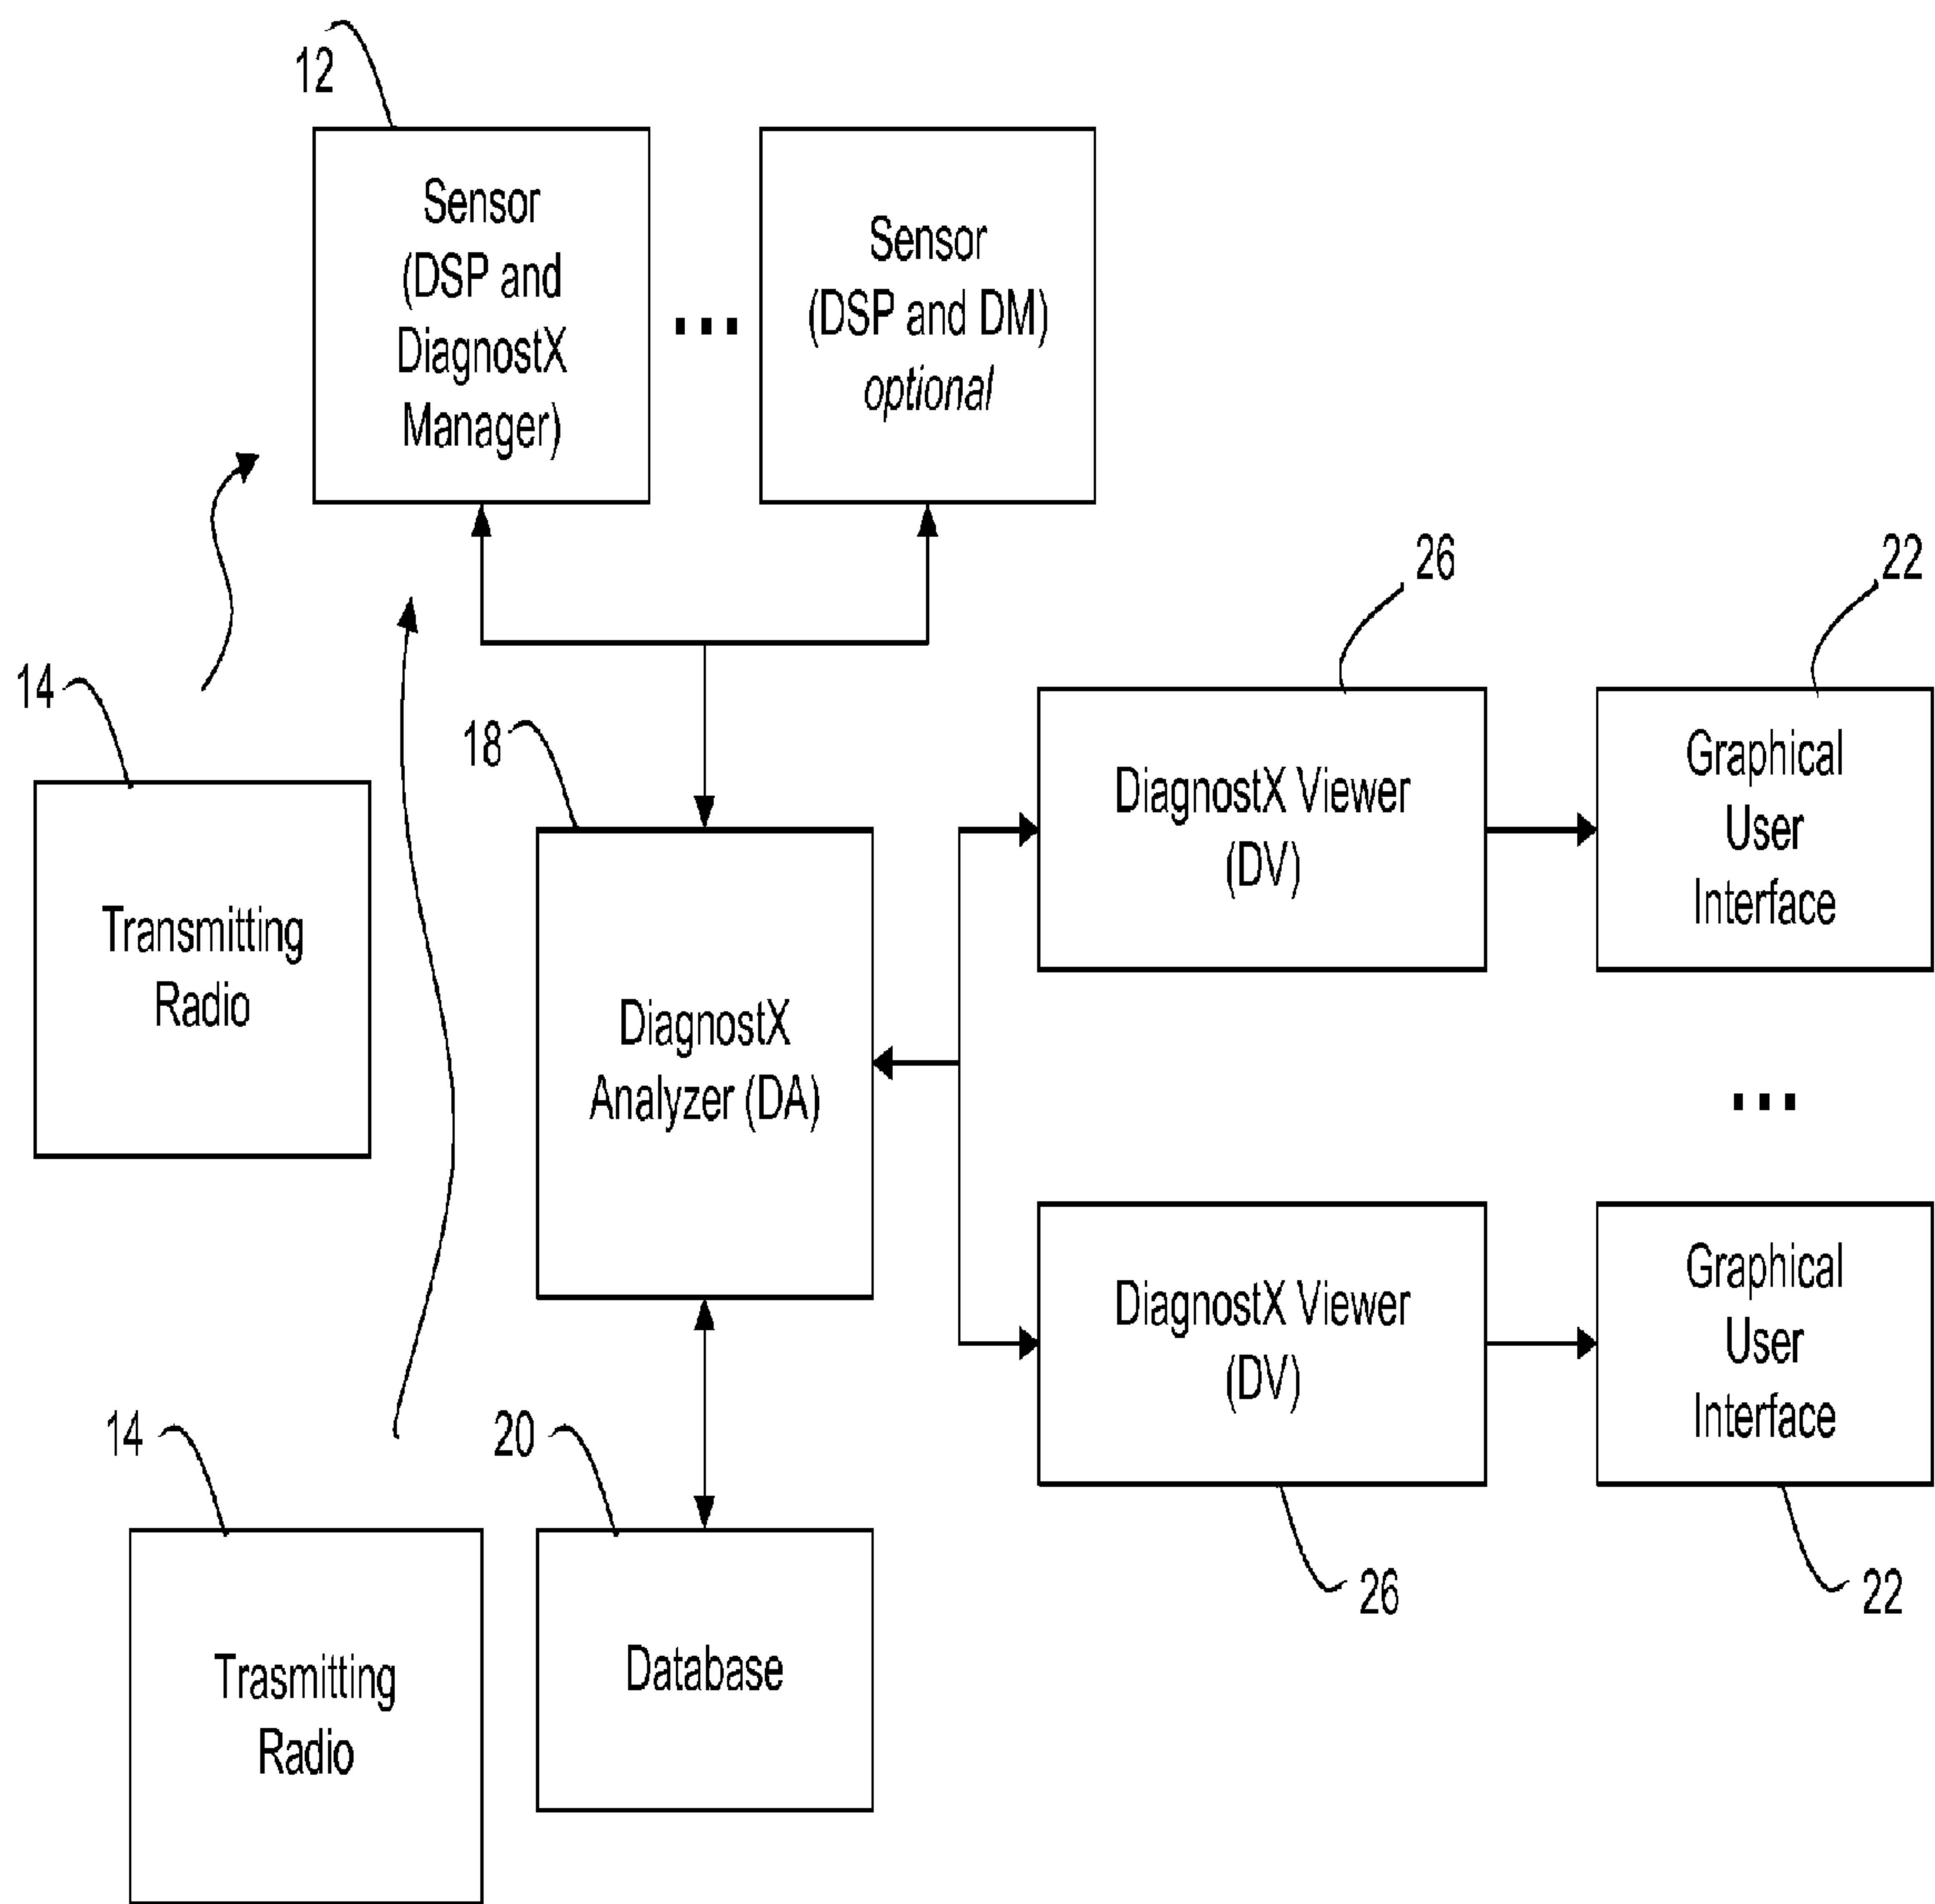 12
Sensor
(DSP and
DiagnostX
Manager)
...
Sensor
(DSP and DM)
optional
14
Transmitting
Radio
18
DiagnostX
Analyzer (DA)
26
DiagnostX Viewer
(DV)
22
Graphical
User
Interface
...
DiagnostX Viewer
(DV)
26
Graphical
User
Interface
22
14
Trasmitting
Radio
20
Database